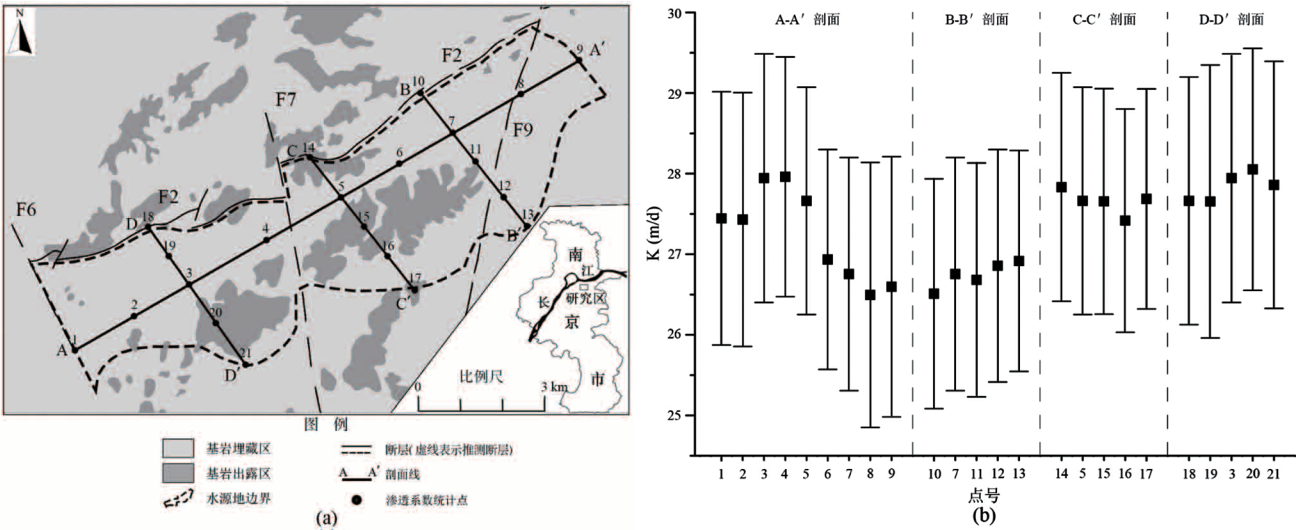 (a)
N
F6
F2
F7
F2
F9
A
A′
B
B′
C
C′
D
D′
1
2
3
4
5
6
7
8
9
10
11
12
13
14
15
16
17
18
19
20
21
南
江
研究区
长
京
市
比例尺
0
3 km
图 例
基岩埋藏区
断层(虚线表示推测断层)
基岩出露区
A A′ 剖面线
水源地边界
渗透系数统计点
(a)
b
A-A′ 剖面
B-B′ 剖面
C-C′ 剖面
D-D′ 剖面
K (m/d)
30
29
28
27
26
25
1 2 3 4 5 6 7 8 9 10 7 11 12 13 14 5 15 16 17 18 19 3 20 21
点号
(b)